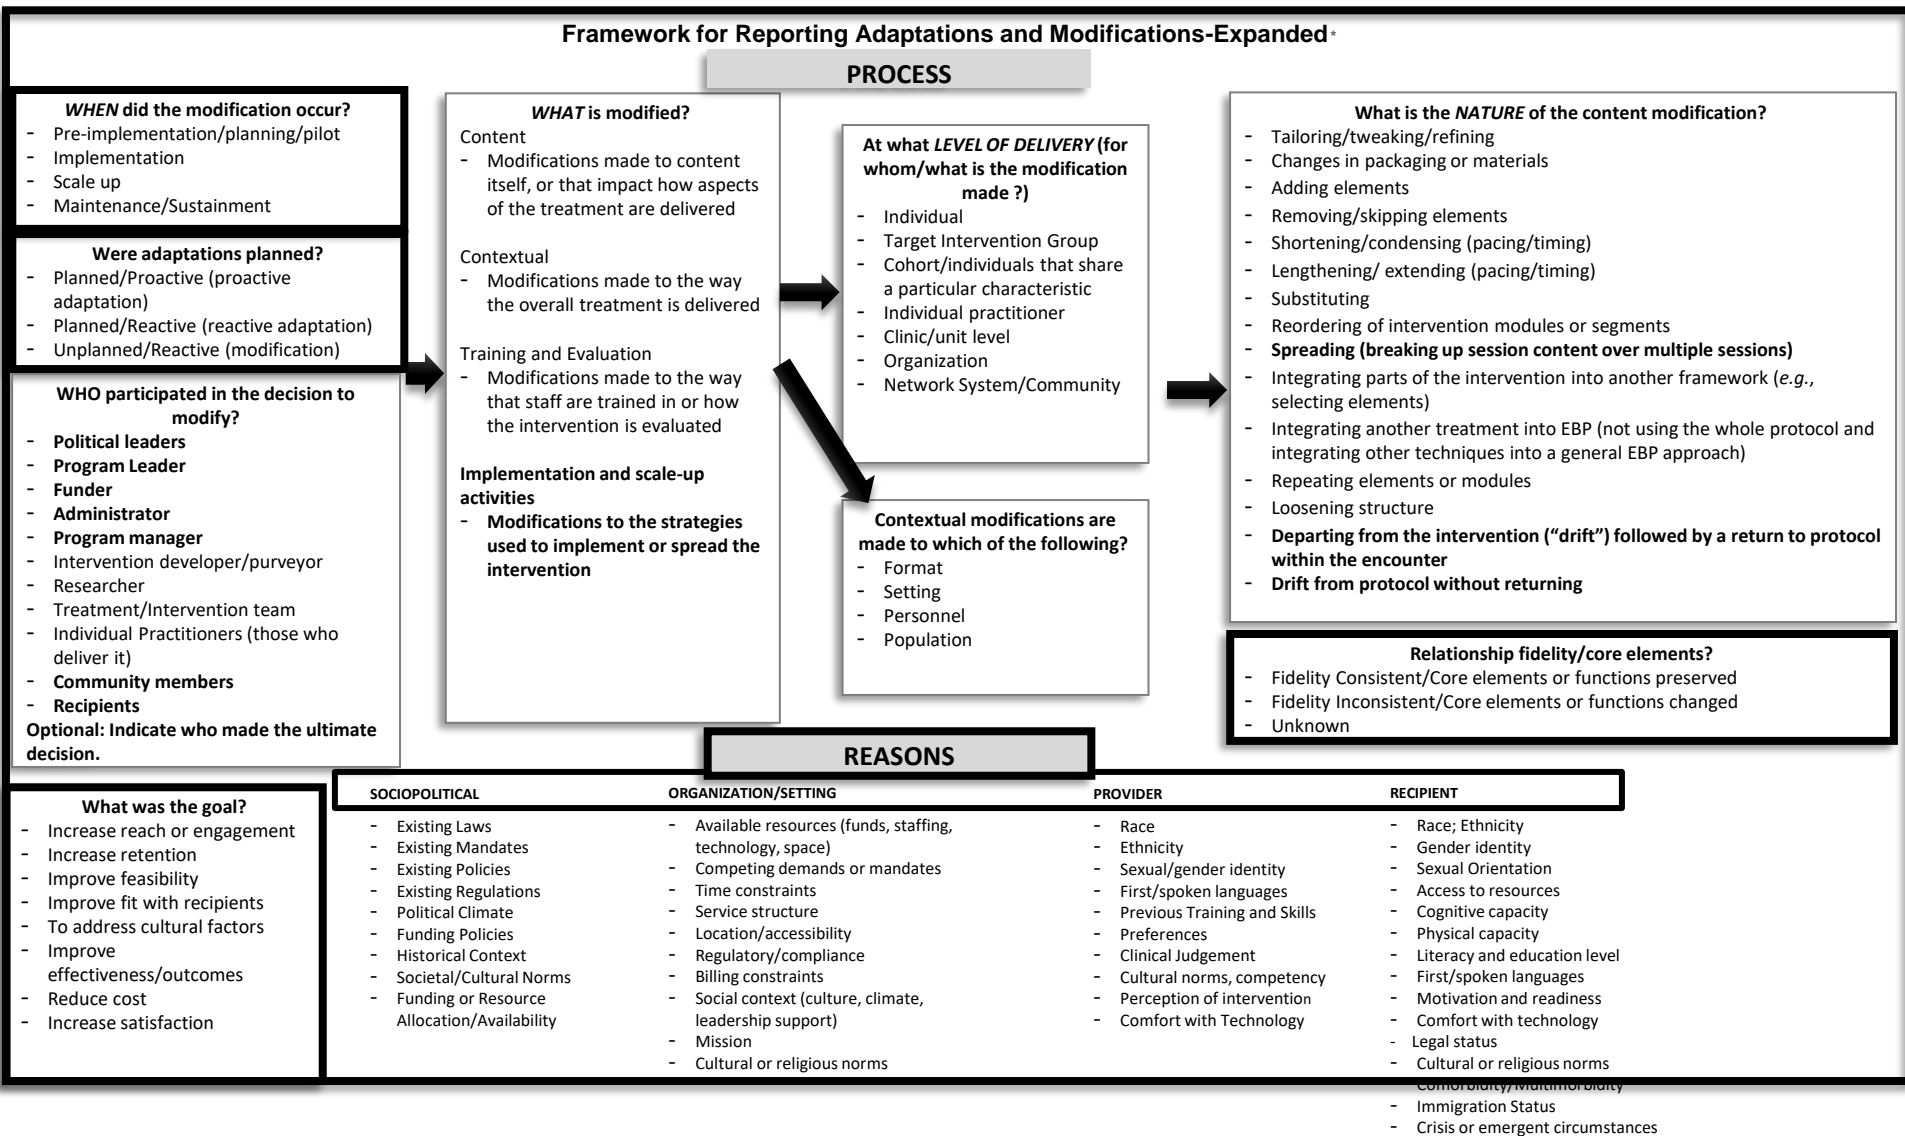 Framework for Reporting Adaptations and Modifications-Expanded*
PROCESS
WHEN did the modification occur?
- Pre-implementation/planning/pilot
- Implementation
- Scale up
- Maintenance/Sustainment
Were adaptations planned?
- Planned/Proactive (proactive
adaptation)
- Planned/Reactive (reactive adaptation)
- Unplanned/Reactive (modification)
WHO participated in the decision to
modify?
- Political leaders
- Program Leader
- Funder
- Administrator
- Program manager
- Intervention developer/purveyor
- Researcher
- Treatment/Intervention team
- Individual Practitioners (those who
deliver it)
- Community members
- Recipients
Optional: Indicate who made the ultimate
decision.
WHAT is modified?
Content
- Modifications made to content
itself, or that impact how aspects
of the treatment are delivered
Contextual
- Modifications made to the way
the overall treatment is delivered
Training and Evaluation
- Modifications made to the way
that staff are trained in or how
the intervention is evaluated
Implementation and scale-up
activities
- Modifications to the strategies
used to implement or spread the
intervention
At what LEVEL OF DELIVERY (for
whom/what is the modification
made ?)
- Individual
- Target Intervention Group
- Cohort/individuals that share
a particular characteristic
- Individual practitioner
- Clinic/unit level
- Organization
- Network System/Community
Contextual modifications are
made to which of the following?
- Format
- Setting
- Personnel
- Population
What is the NATURE of the content modification?
- Tailoring/tweaking/refining
- Changes in packaging or materials
- Adding elements
- Removing/skipping elements
- Shortening/condensing (pacing/timing)
- Lengthening/ extending (pacing/timing)
- Substituting
- Reordering of intervention modules or segments
- Spreading (breaking up session content over multiple sessions)
- Integrating parts of the intervention into another framework (e.g.,
selecting elements)
- Integrating another treatment into EBP (not using the whole protocol and
integrating other techniques into a general EBP approach)
- Repeating elements or modules
- Loosening structure
- Departing from the intervention (“drift”) followed by a return to protocol
within the encounter
- Drift from protocol without returning
Relationship fidelity/core elements?
- Fidelity Consistent/Core elements or functions preserved
- Fidelity Inconsistent/Core elements or functions changed
- Unknown
REASONS
What was the goal?
- Increase reach or engagement
- Increase retention
- Improve feasibility
- Improve fit with recipients
- To address cultural factors
- Improve
effectiveness/outcomes
- Reduce cost
- Increase satisfaction
SOCIOPOLITICAL
- Existing Laws
- Existing Mandates
- Existing Policies
- Existing Regulations
- Political Climate
- Funding Policies
- Historical Context
- Societal/Cultural Norms
- Funding or Resource
Allocation/Availability
ORGANIZATION/SETTING
- Available resources (funds, staffing,
technology, space)
- Competing demands or mandates
- Time constraints
- Service structure
- Location/accessibility
- Regulatory/compliance
- Billing constraints
- Social context (culture, climate,
leadership support)
- Mission
- Cultural or religious norms
PROVIDER
- Race
- Ethnicity
- Sexual/gender identity
- First/spoken languages
- Previous Training and Skills
- Preferences
- Clinical Judgement
- Cultural norms, competency
- Perception of intervention
- Comfort with Technology
RECIPIENT
- Race; Ethnicity
- Gender identity
- Sexual Orientation
- Access to resources
- Cognitive capacity
- Physical capacity
- Literacy and education level
- First/spoken languages
- Motivation and readiness
- Comfort with technology
- Legal status
- Cultural or religious norms
Comorbidity/Multimorbidity
- Immigration Status
- Crisis or emergent circumstances